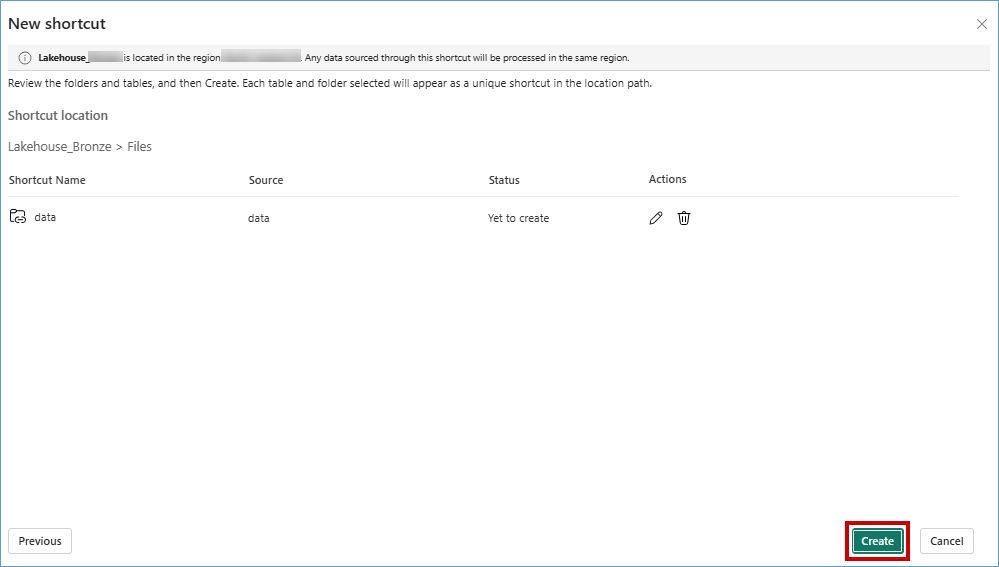 New shortcut
Lakehouse_ is located in the region . Any data sourced through this shortcut will be processed in the same region.
Review the folders and tables, and then Create. Each table and folder selected will appear as a unique shortcut in the location path.
Shortcut location
Lakehouse_Bronze > Files
Shortcut Name Source Status Actions
data data Yet to create
Previous Create Cancel